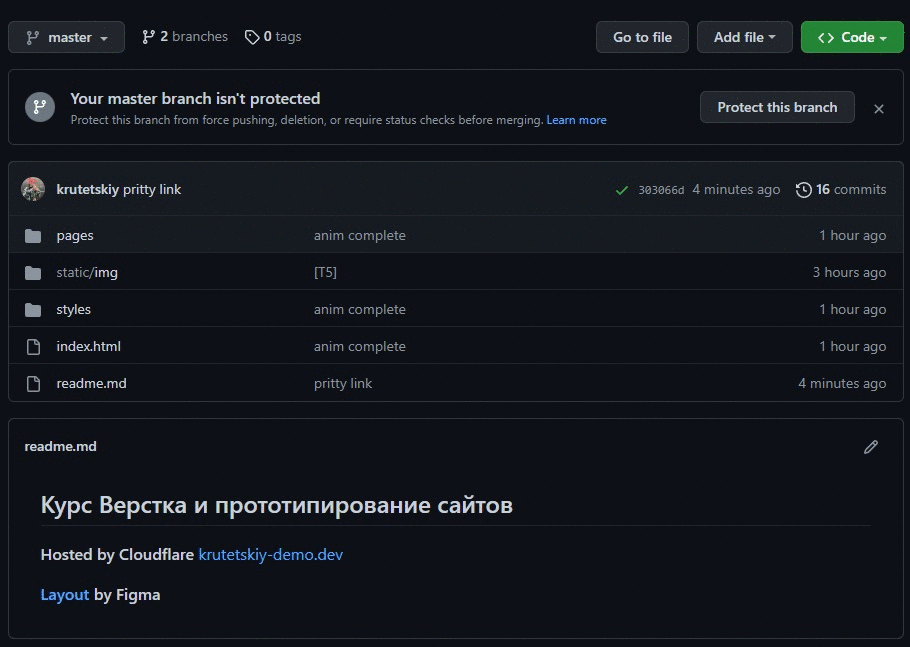 master 2 branches 0 tags Go to file Add file Code
Your master branch isn't protected
Protect this branch from force pushing, deletion, or require status checks before merging. Learn more Protect this branch
krutetskiy pritty link 303066d 4 minutes ago 16 commits
pages anim complete 1 hour ago
static/img [T5] 3 hours ago
styles anim complete 1 hour ago
index.html anim complete 1 hour ago
readme.md pritty link 4 minutes ago
readme.md
Курс Верстка и прототипирование сайтов
Hosted by Cloudflare krutetskiy-demo.dev
Layout by Figma